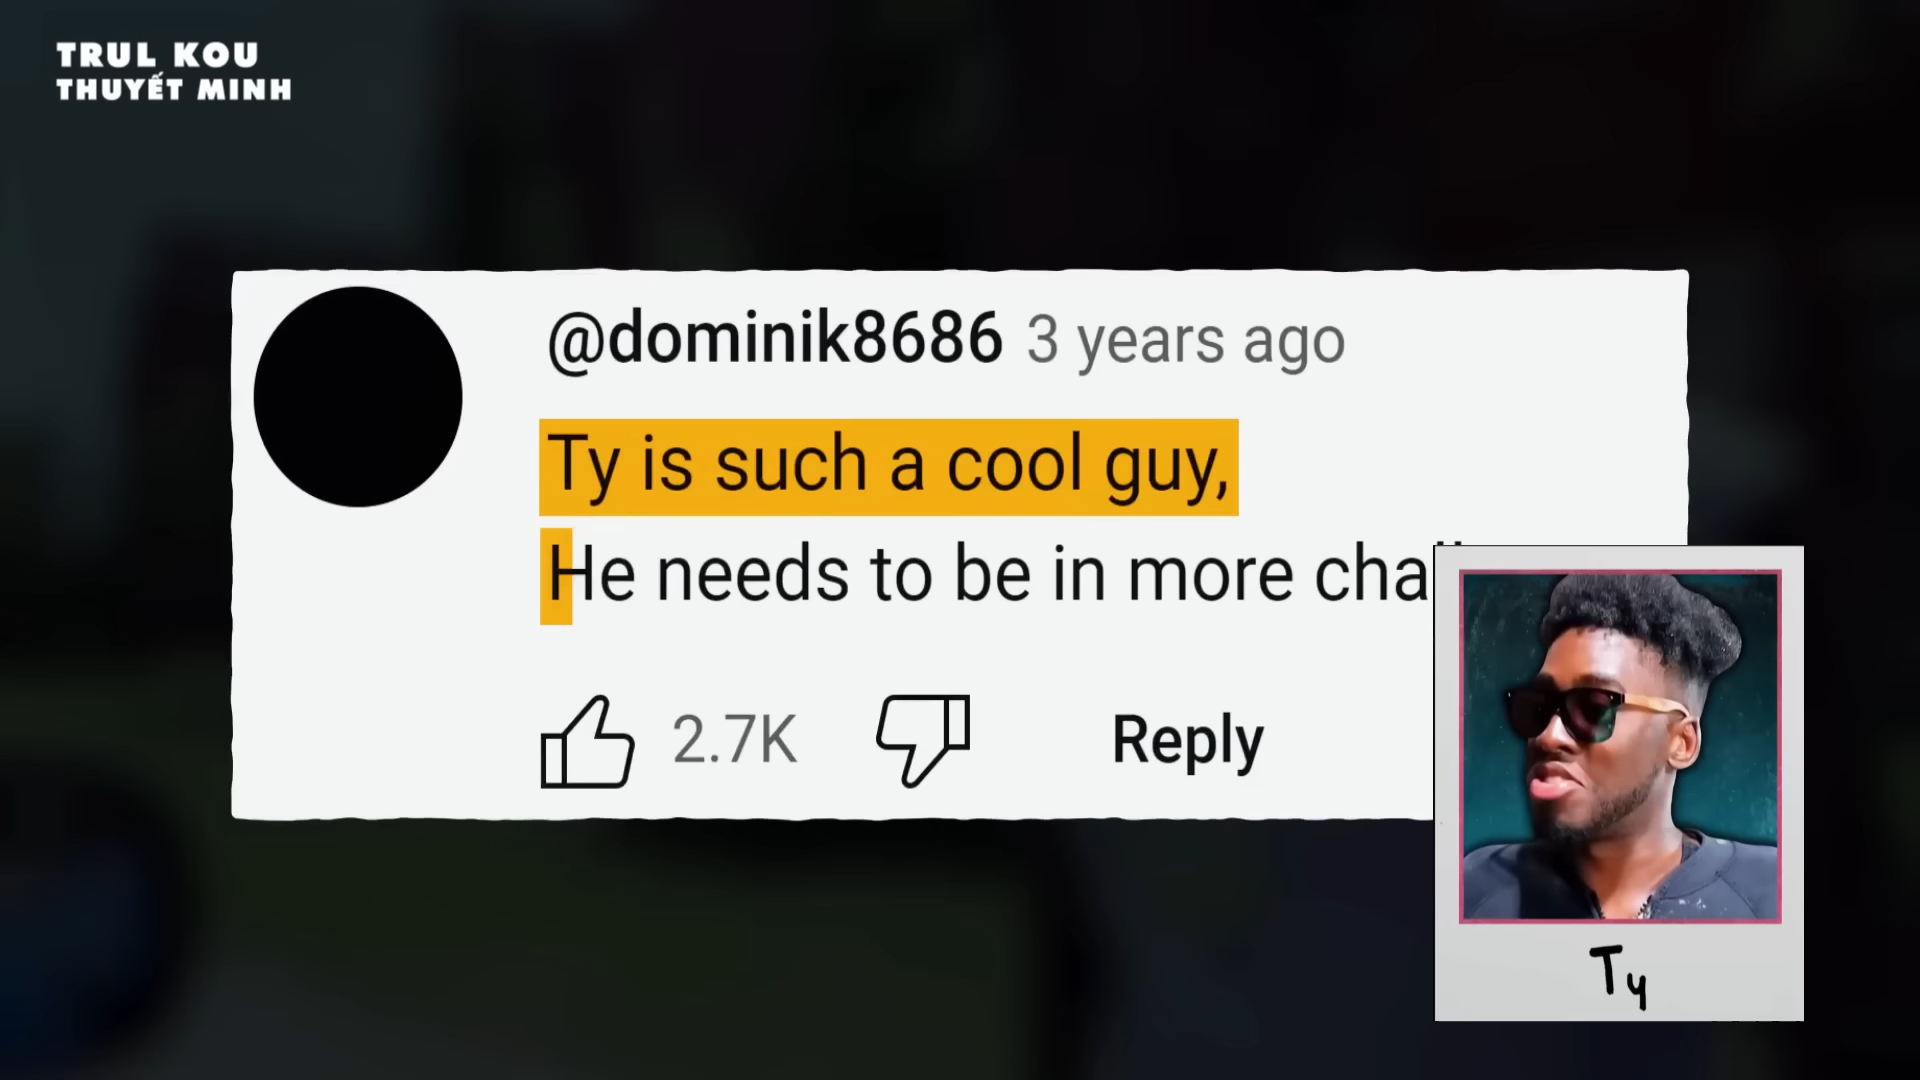 TRUL KOU
THUYẾT MINH
@dominik8686 3 years ago
Ty is such a cool guy,
He needs to be in more
2.7K
Reply
Ty